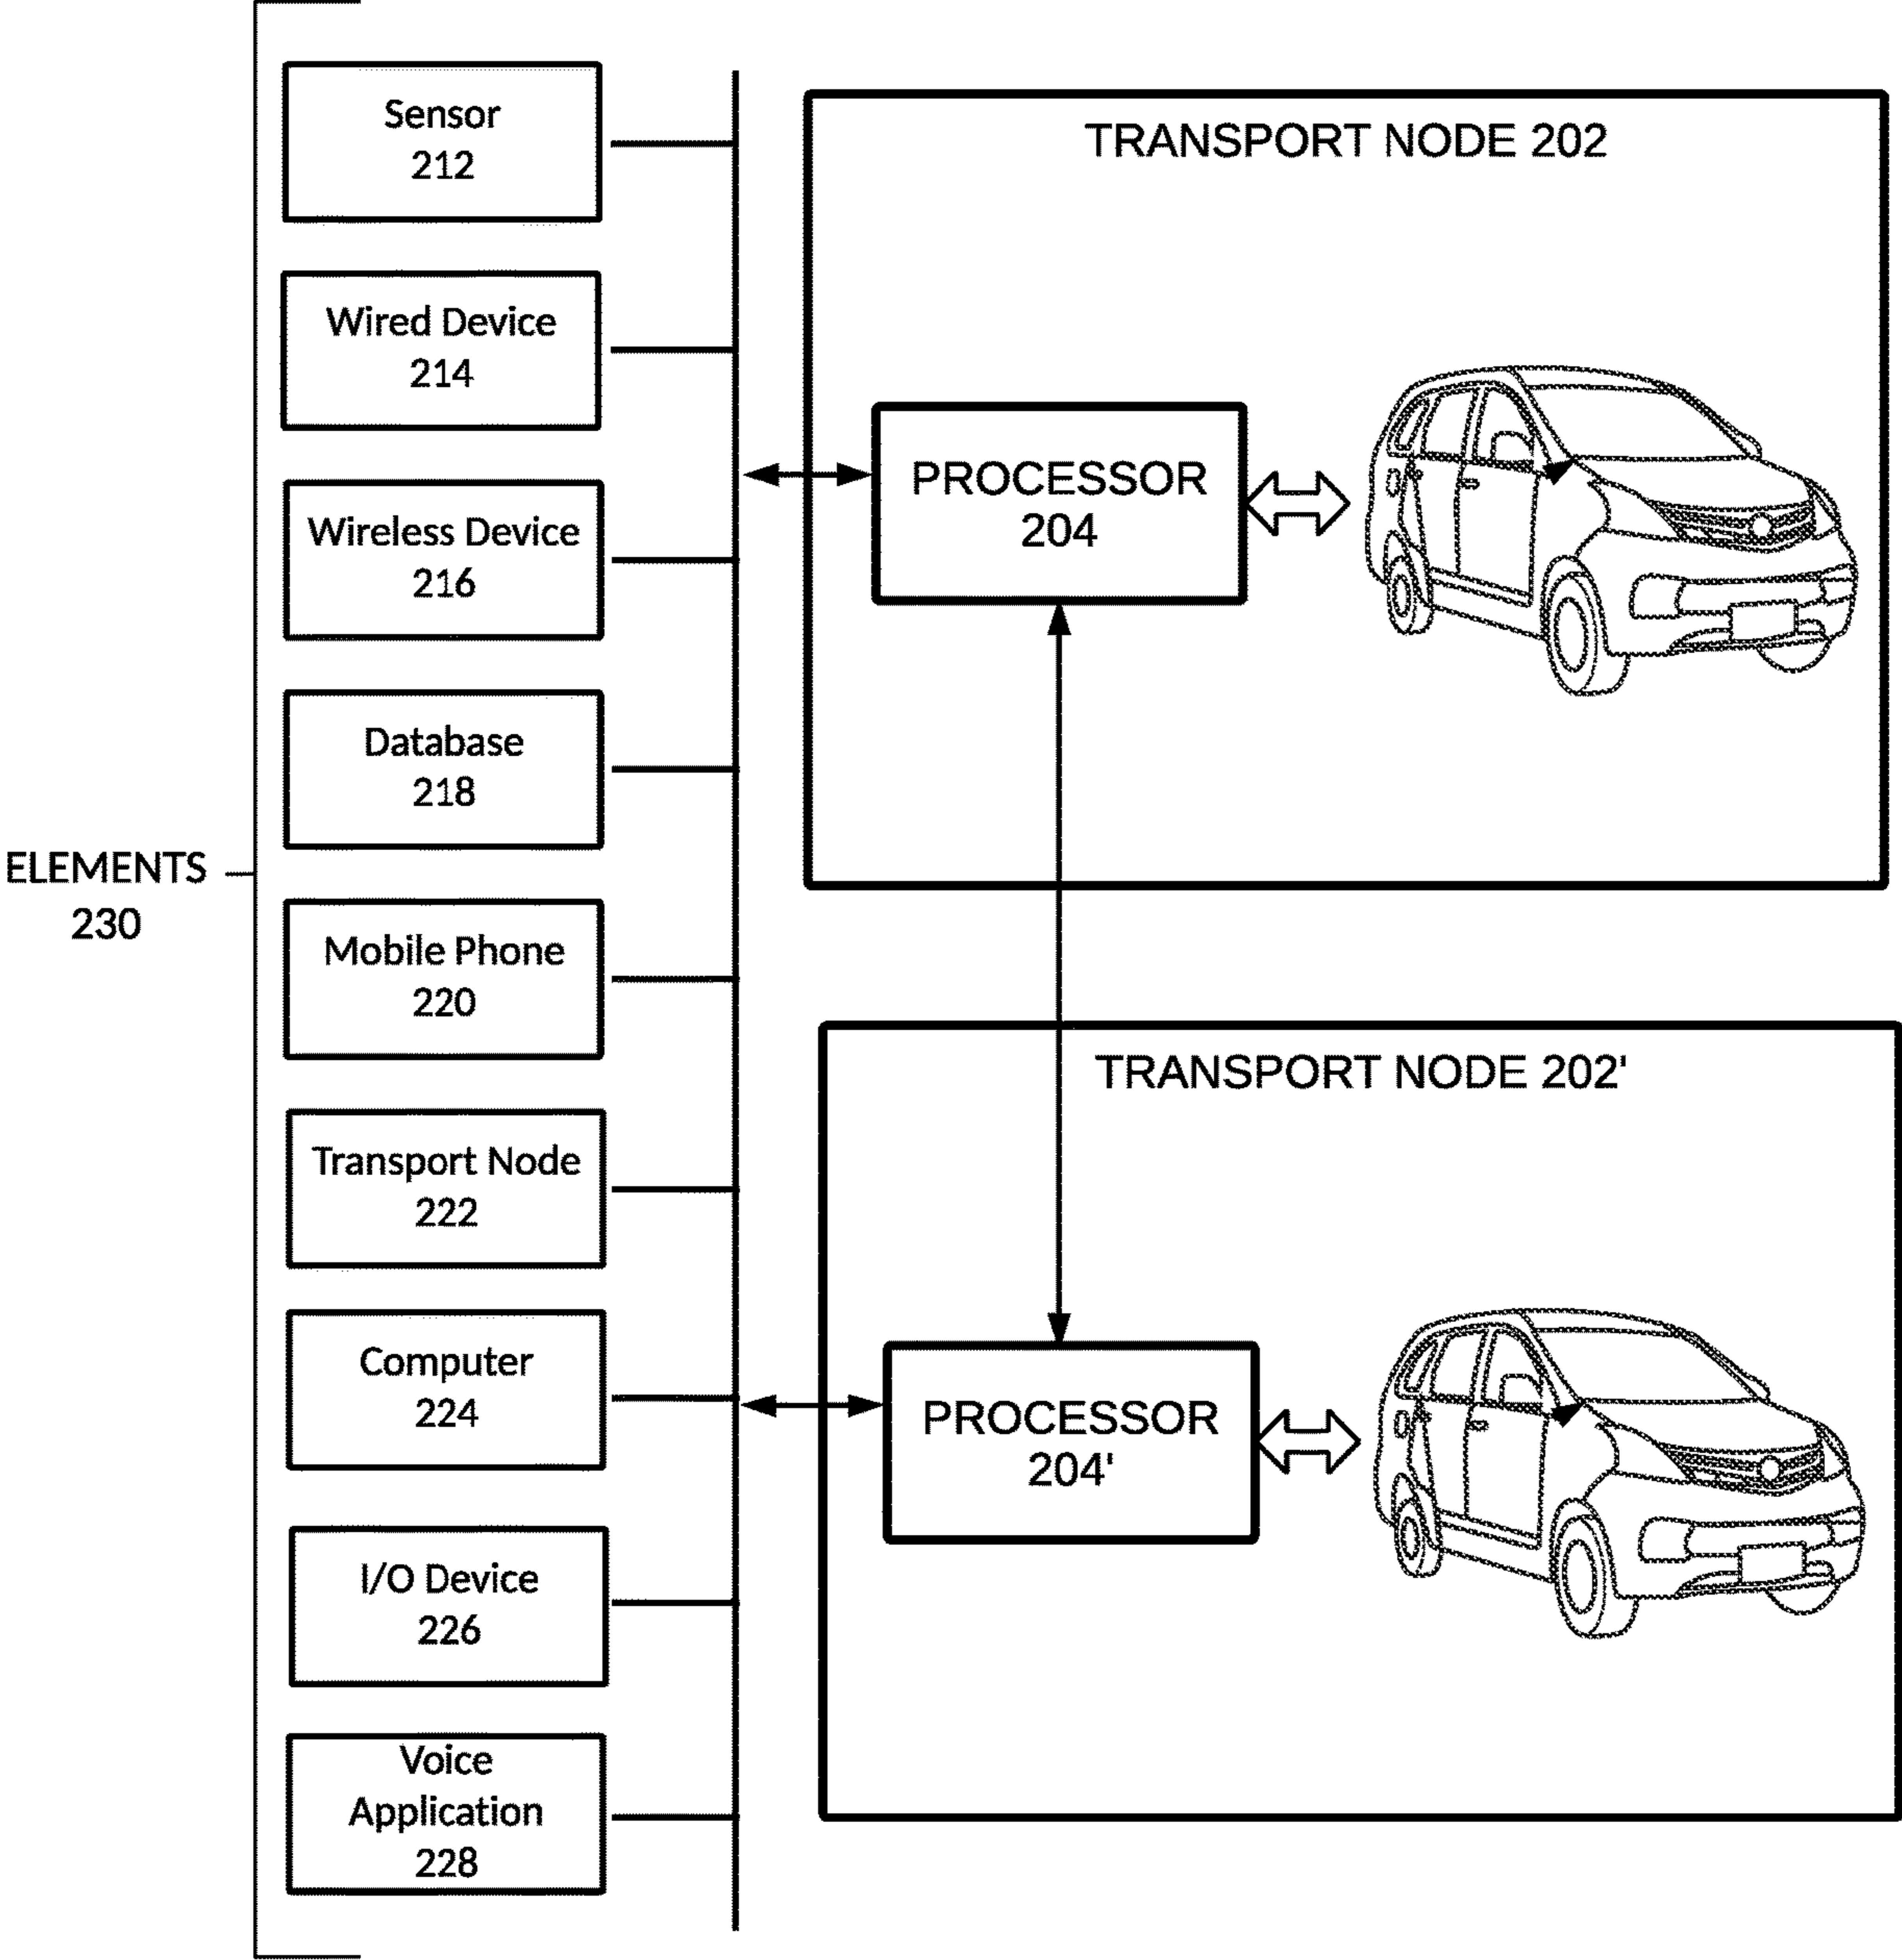 ELEMENTS
230
Sensor
212
Wired Device
214
Wireless Device
216
Database
218
Mobile Phone
220
Transport Node
222
Computer
224
I/O Device
226
Voice
Application
228
TRANSPORT NODE 202
PROCESSOR
204
TRANSPORT NODE 202'
PROCESSOR
204'